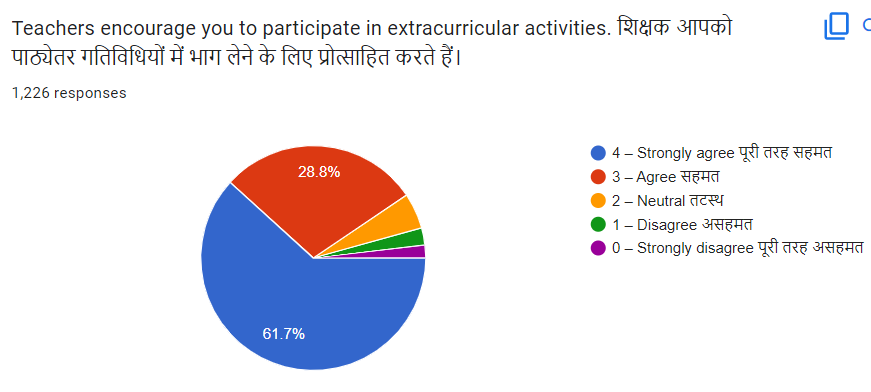 Teachers encourage you to participate in extracurricular activities. शिक्षक आपको
पाठ्येतर गतिविधियों में भाग लेने के लिए प्रोत्साहित करते हैं।
1,226 responses
28.8%
61.7%
4 – Strongly agree पूरी तरह सहमत
3 – Agree सहमत
2 – Neutral तटस्थ
1 – Disagree असहमत
0 – Strongly disagree पूरी तरह असहमत